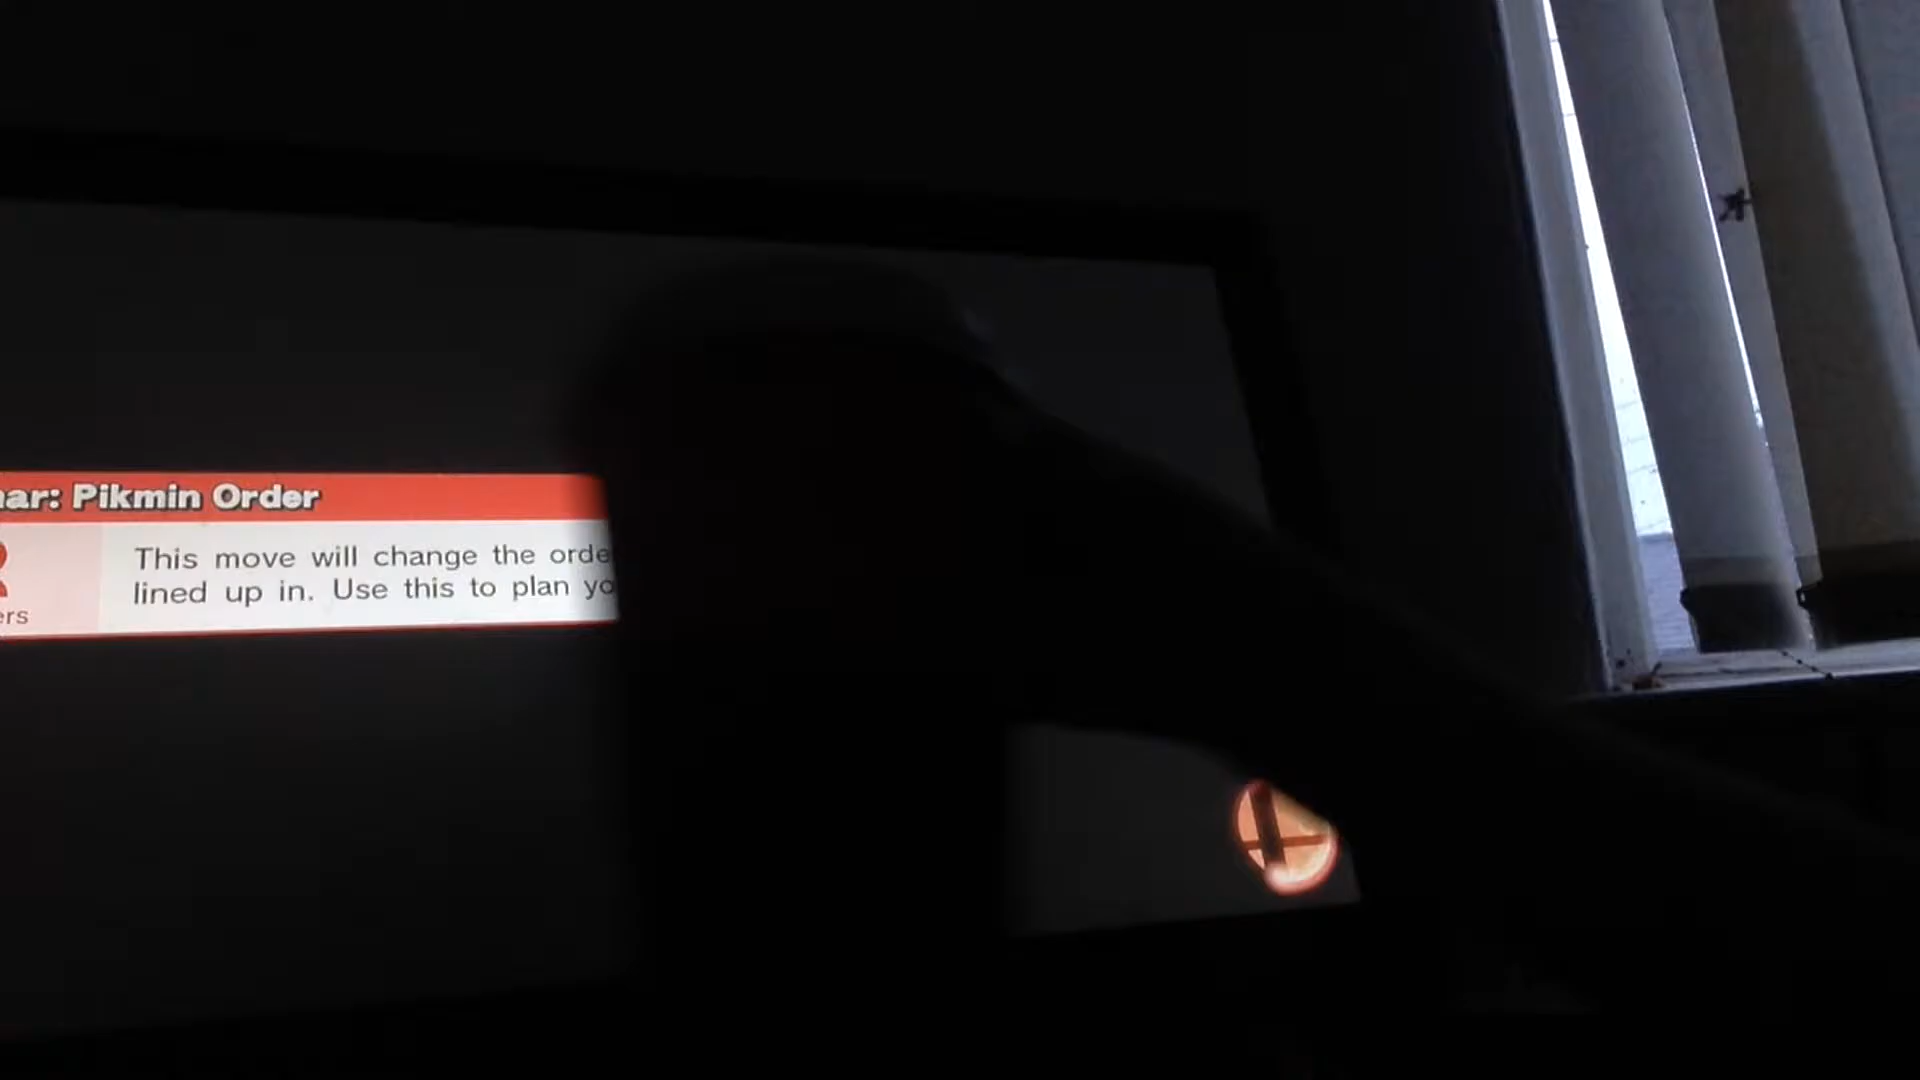 ar: Pikmin Order
This move will change the orde
lined up in. Use this to plan yo
ers